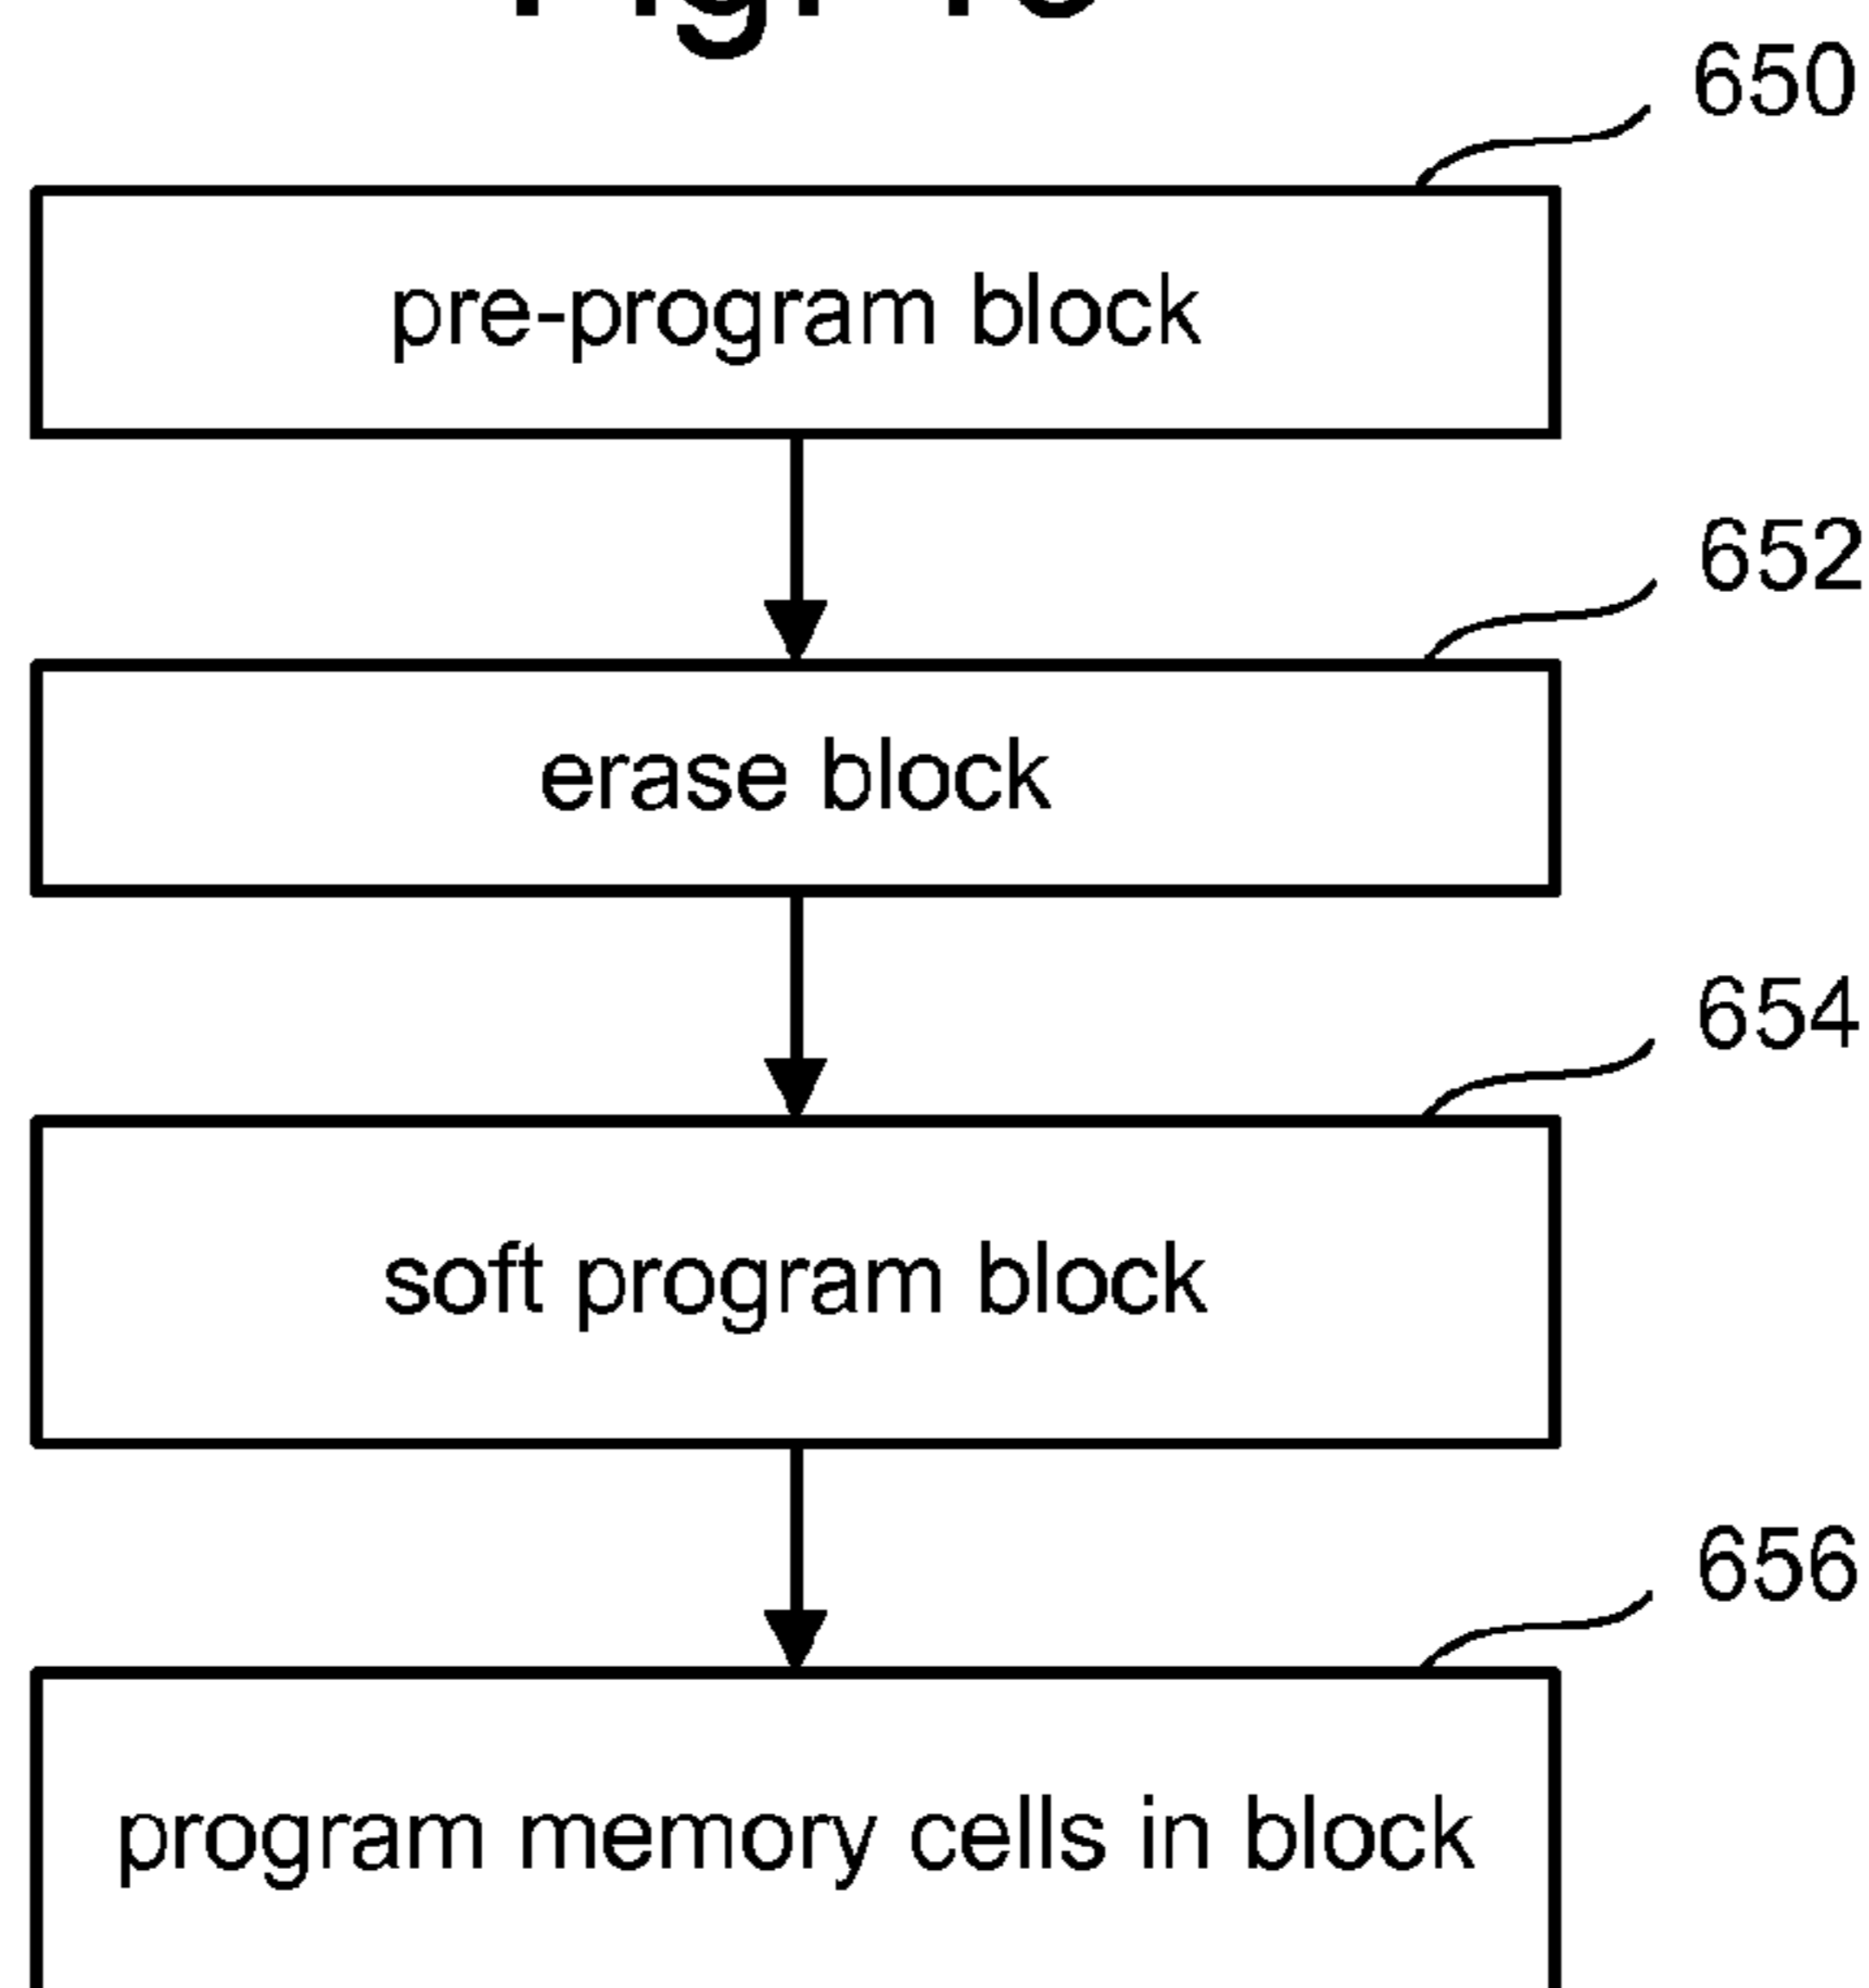 650
pre-program block
652
erase block
654
soft program block
656
program memory cells in block